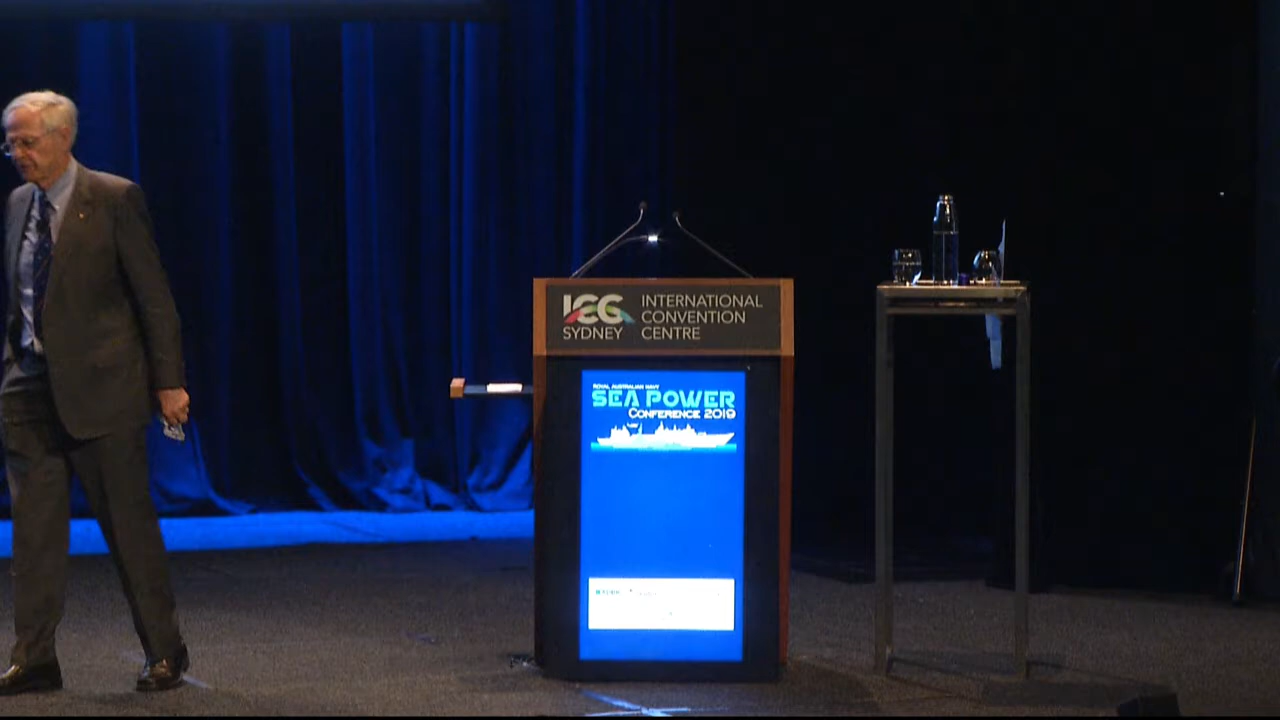 ICC
SYDNEY
INTERNATIONAL
CONVENTION
CENTRE
ROYAL AUSTRALIAN NAVY
SEA POWER
CONFERENCE 2019